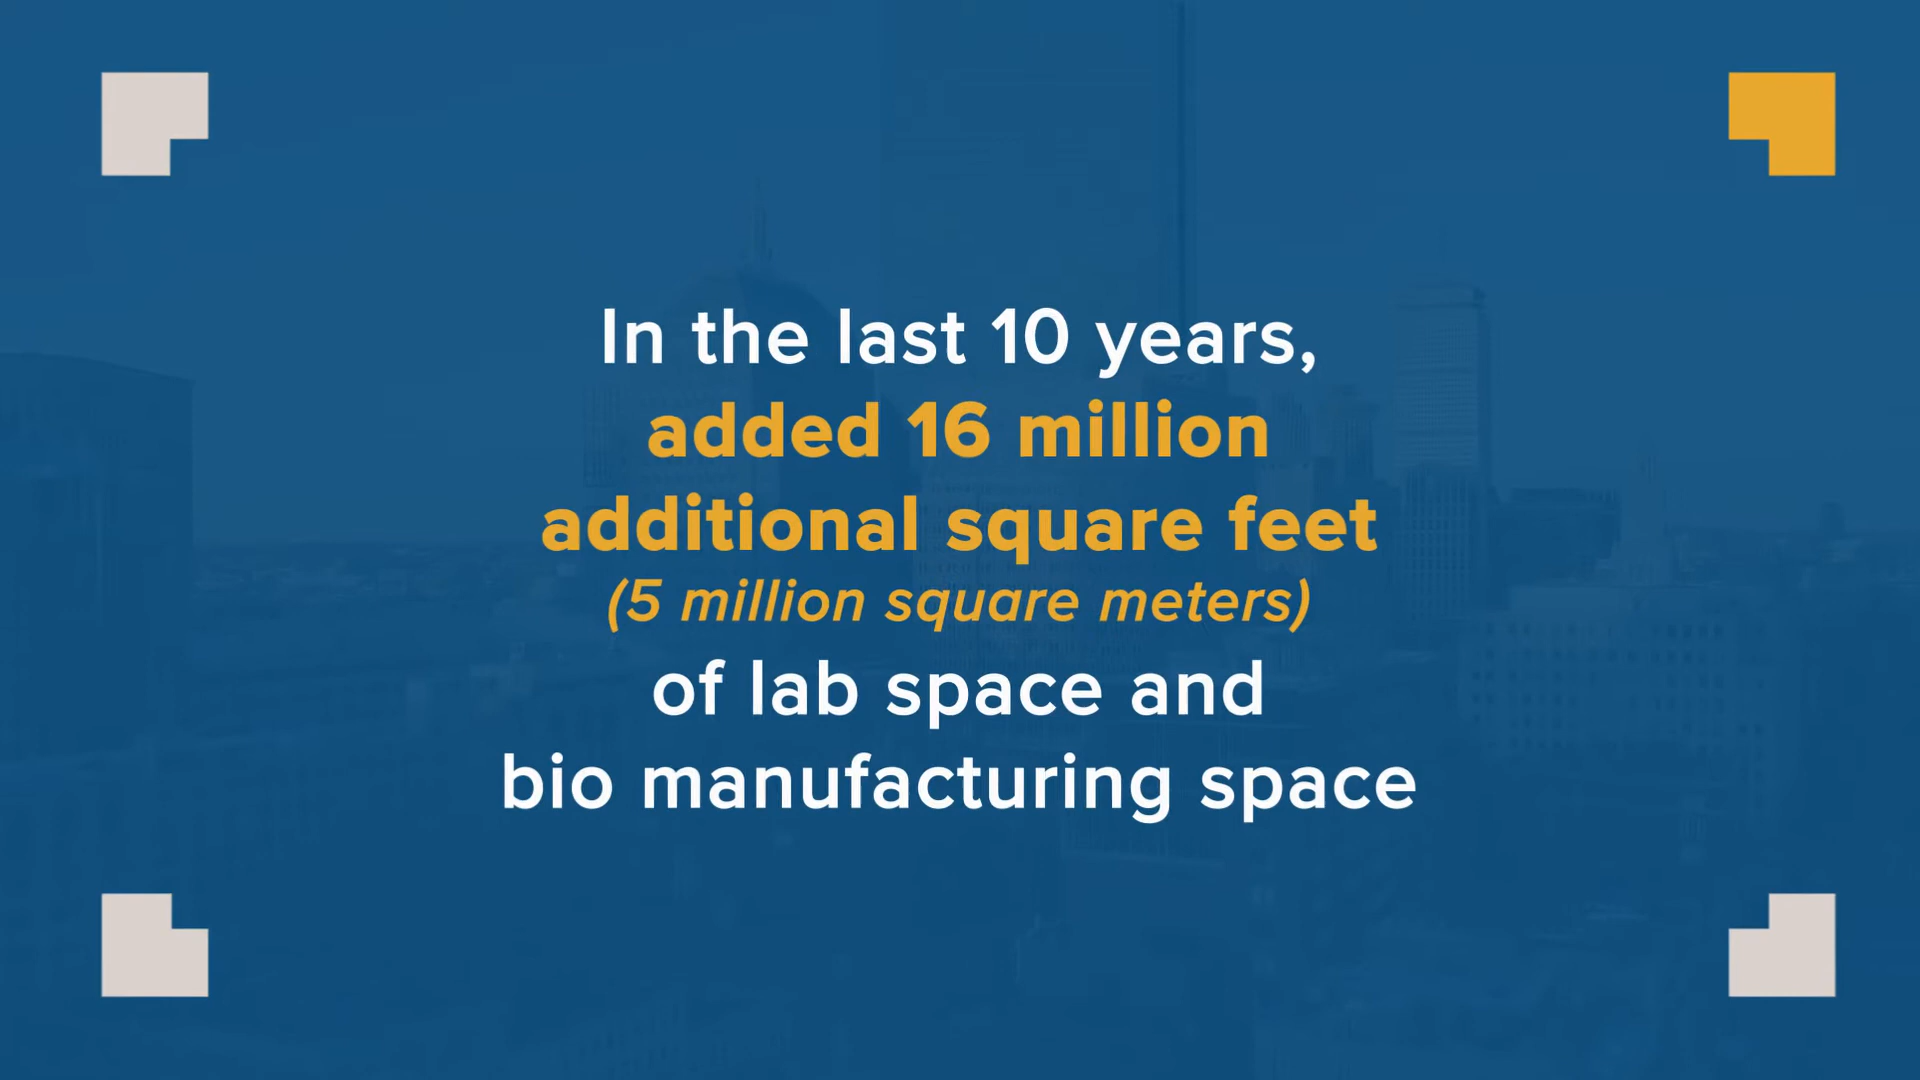 In the last 10 years,
added 16 million
additional square feet
(5 million square meters)
of lab space and
bio manufacturing space